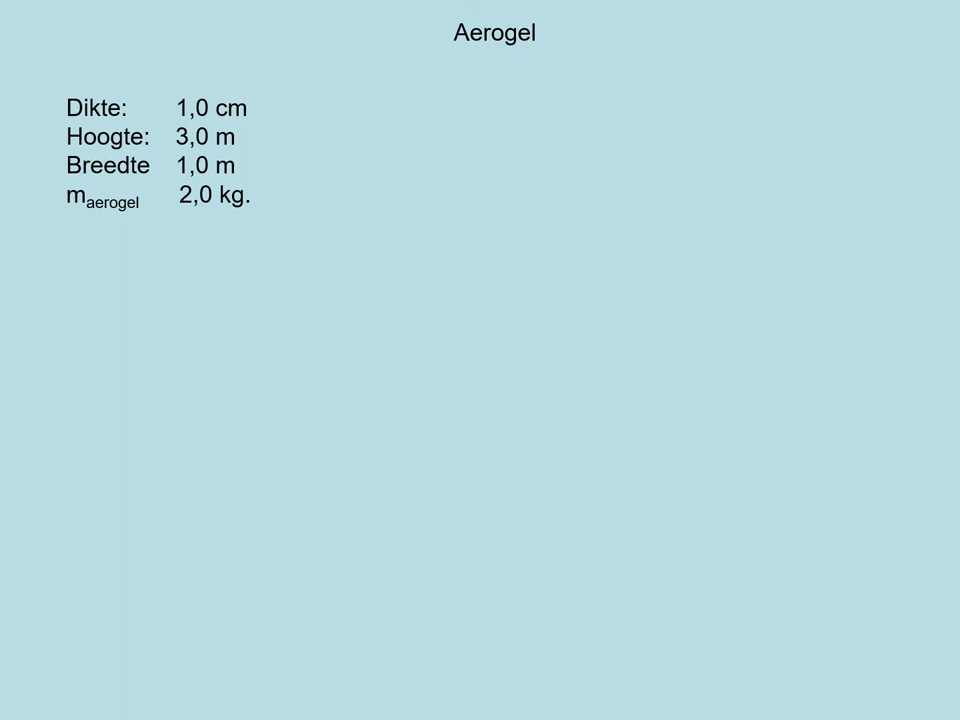 Aerogel
Dikte: 1,0 cm
Hoogte: 3,0 m
Breedte 1,0 m
maerogel 2,0 kg.